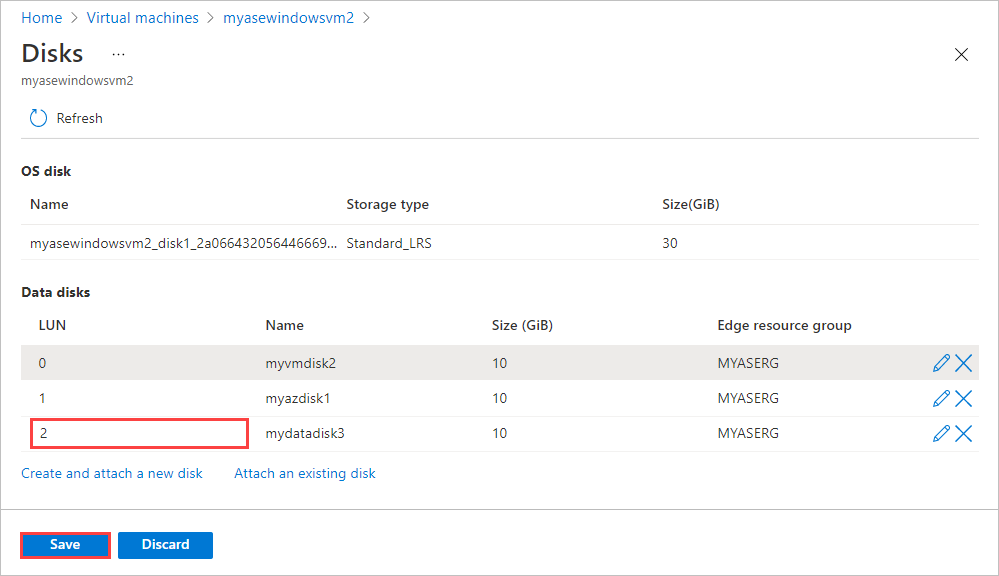 Home > Virtual machines > myasewindowsvm2 >
Disks ...
myasewindowsvm2
Refresh
OS disk
Name Storage type Size(GiB)
myasewindowsvm2_disk1_2a066432056446669... Standard_LRS 30
Data disks
LUN Name Size (GiB) Edge resource group
0 myvmdisk2 10 MYASERG
1 myazdisk1 10 MYASERG
2 mydatadisk3 10 MYASERG
Create and attach a new disk Attach an existing disk
Save Discard